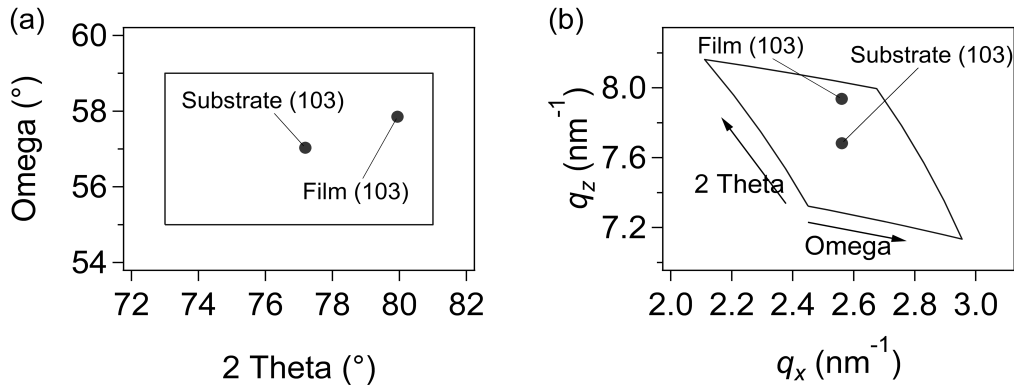 (a)
60
58
56
54
Omega (°)
Substrate (103)
Film (103)
72 74 76 78 80 82
2 Theta (°)
(b)
8.0
7.6
7.2
q_z (nm⁻¹)
Film (103)
Substrate (103)
2 Theta
Omega
2.0 2.2 2.4 2.6 2.8 3.0
q_x (nm⁻¹)